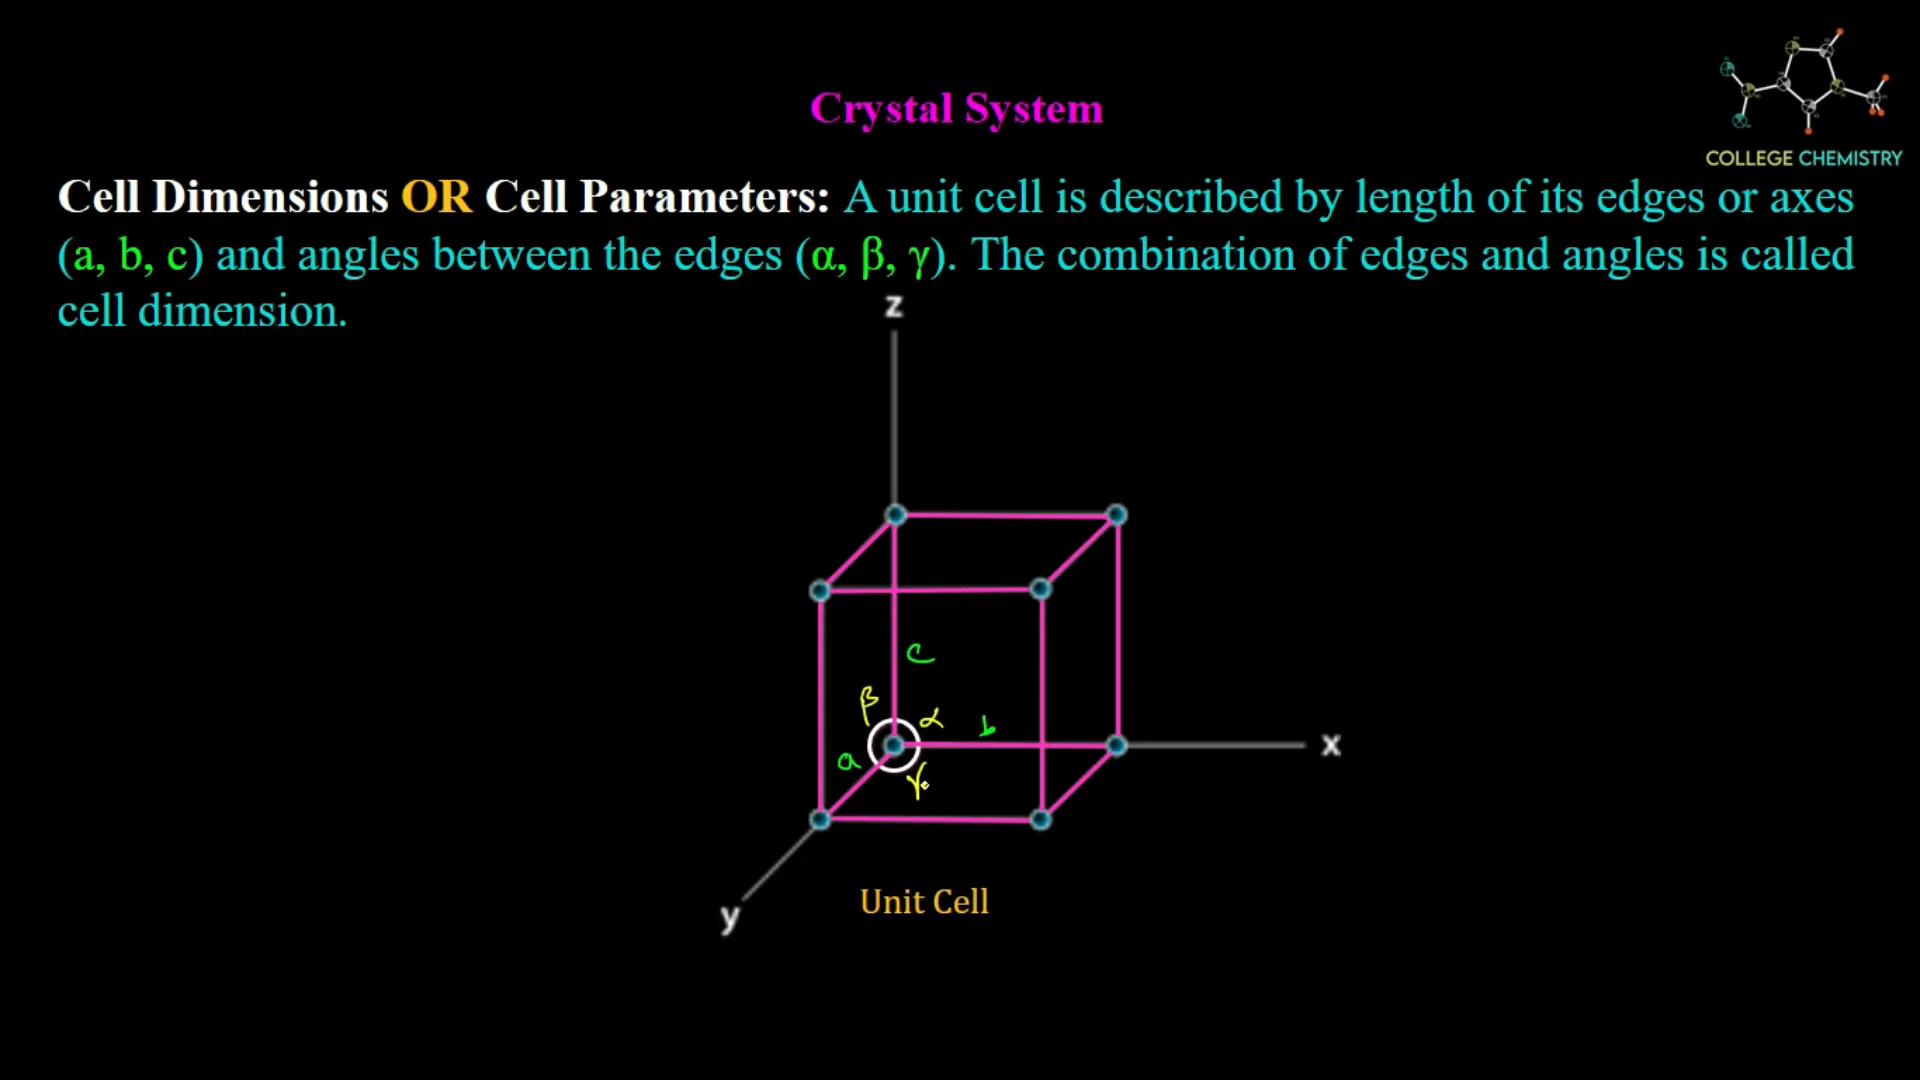 Crystal System
COLLEGE CHEMISTRY
Cell Dimensions OR Cell Parameters: A unit cell is described by length of its edges or axes
(a, b, c) and angles between the edges (α, β, γ). The combination of edges and angles is called
cell dimension.
z
c
β
α
b
x
a
γ
Unit Cell
y